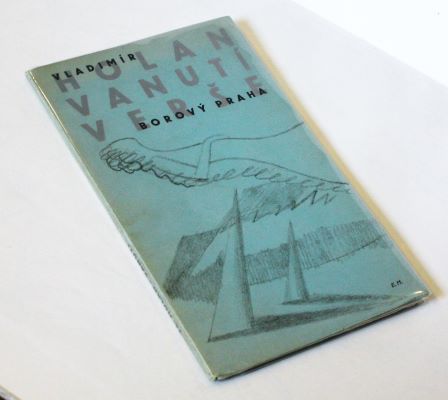 VLADIMÍR
HOLAN
VANUTÍ
VERŠE
BOROVÝ PRAHA
E.M.